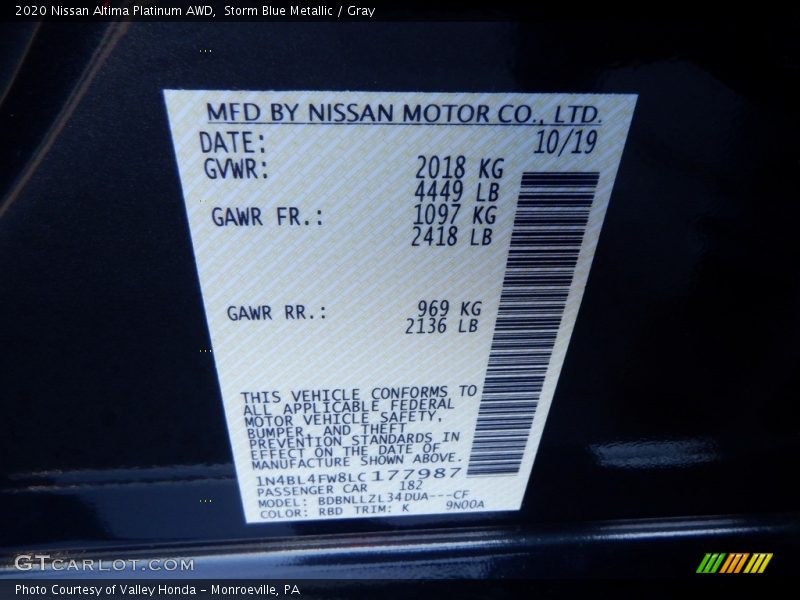 2020 Nissan Altima Platinum AWD, Storm Blue Metallic / Gray
MFD BY NISSAN MOTOR CO., LTD.
DATE: 10/19
GVWR: 2018 KG
4449 LB
GAWR FR.: 1097 KG
2418 LB
GAWR RR.: 969 KG
2136 LB
THIS VEHICLE CONFORMS TO
ALL APPLICABLE FEDERAL
MOTOR VEHICLE SAFETY,
BUMPER, AND THEFT
PREVENTION STANDARDS IN
EFFECT ON THE DATE OF
MANUFACTURE SHOWN ABOVE.
1N4BL4FW8LC177987
PASSENGER CAR 182
MODEL: BDBNLLZL34DUA---CF
COLOR: RBD TRIM: K 9N00A
GTCARLOT.COM
Photo Courtesy of Valley Honda - Monroeville, PA